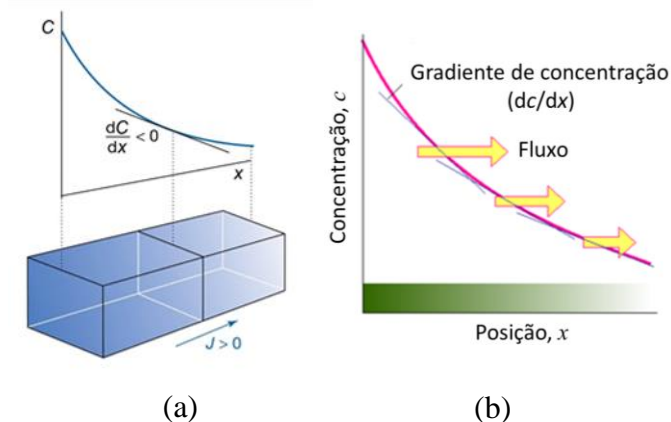 C
dC/dx < 0
x
J > 0
(a)
Concentração, c
Gradiente de concentração
(dc/dx)
Fluxo
Posição, x
(b)